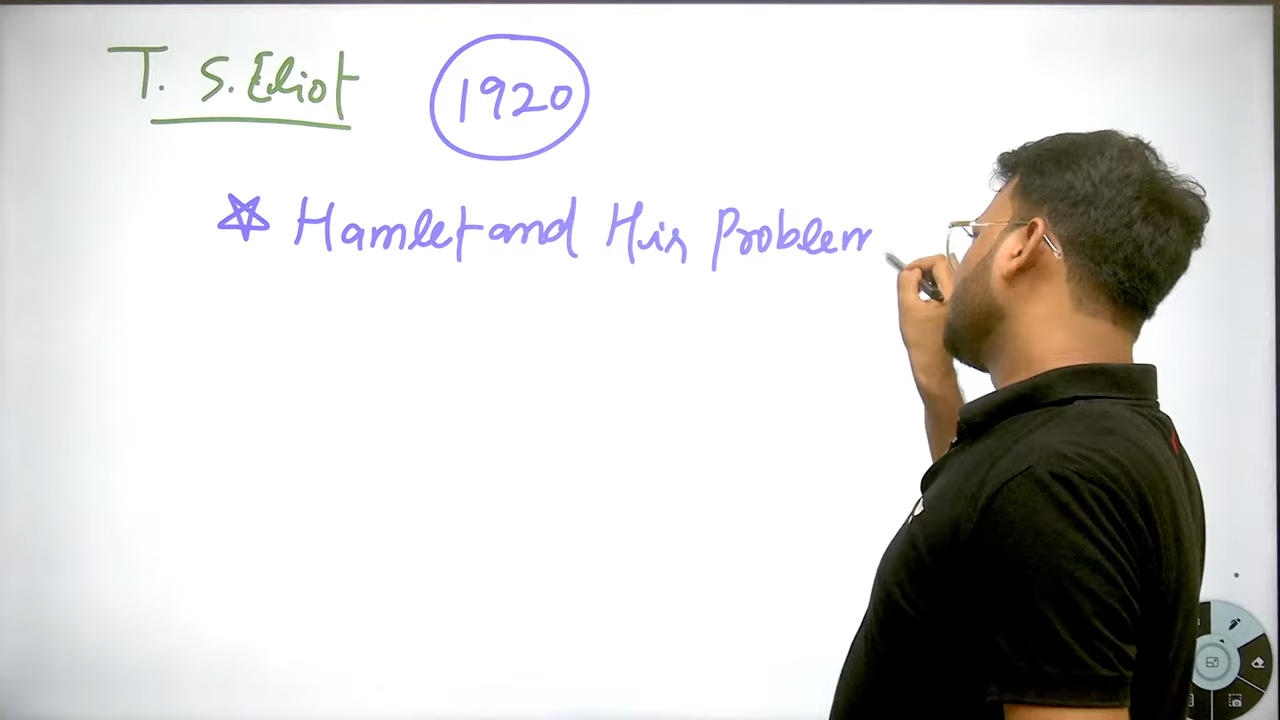 T. S. Eliot 1920
☆ Hamlet and His Problem